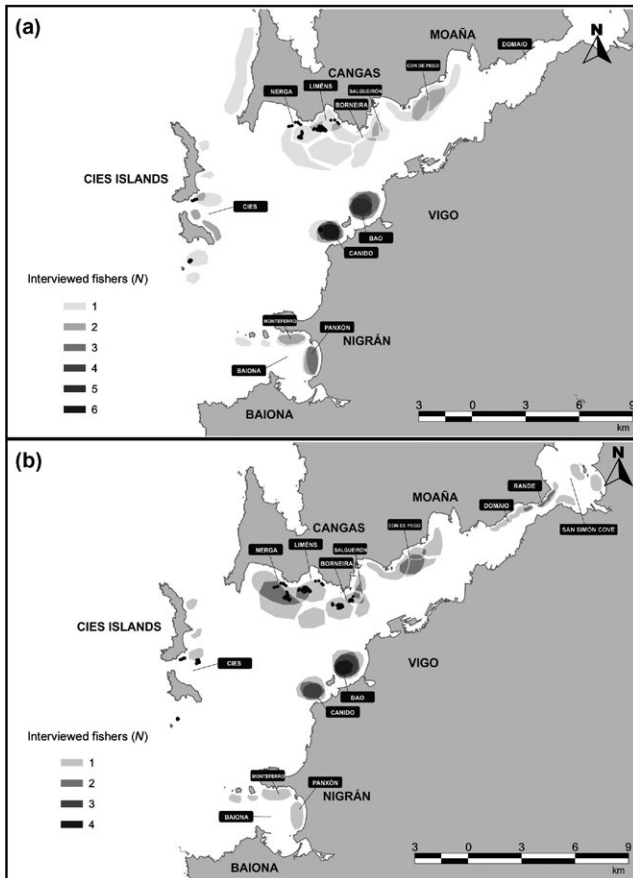 (a)
MOAÑA
DOMAIO
N
CON DE PEGO
CANGAS
SALGUEIRÓN
LIMÉNS
NERGA
BORNEIRA
CIES ISLANDS
CIES
VIGO
BAO
CANIDO
Interviewed fishers (N)
1
2
3
4
5
6
MONTEFERRO
PANXÓN
NIGRÁN
BAIONA
BAIONA
3 0 3 6 9
km
(b)
N
RANDE
MOAÑA
DOMAIO
SAN SIMÓN COVE
CON DE PEGO
CANGAS
LIMÉNS
SALGUEIRÓN
NERGA
BORNEIRA
CIES ISLANDS
CIES
VIGO
BAO
CANIDO
Interviewed fishers (N)
1
2
3
4
MONTEFERRO
PANXÓN
NIGRÁN
BAIONA
BAIONA
3 0 3 6 9
km